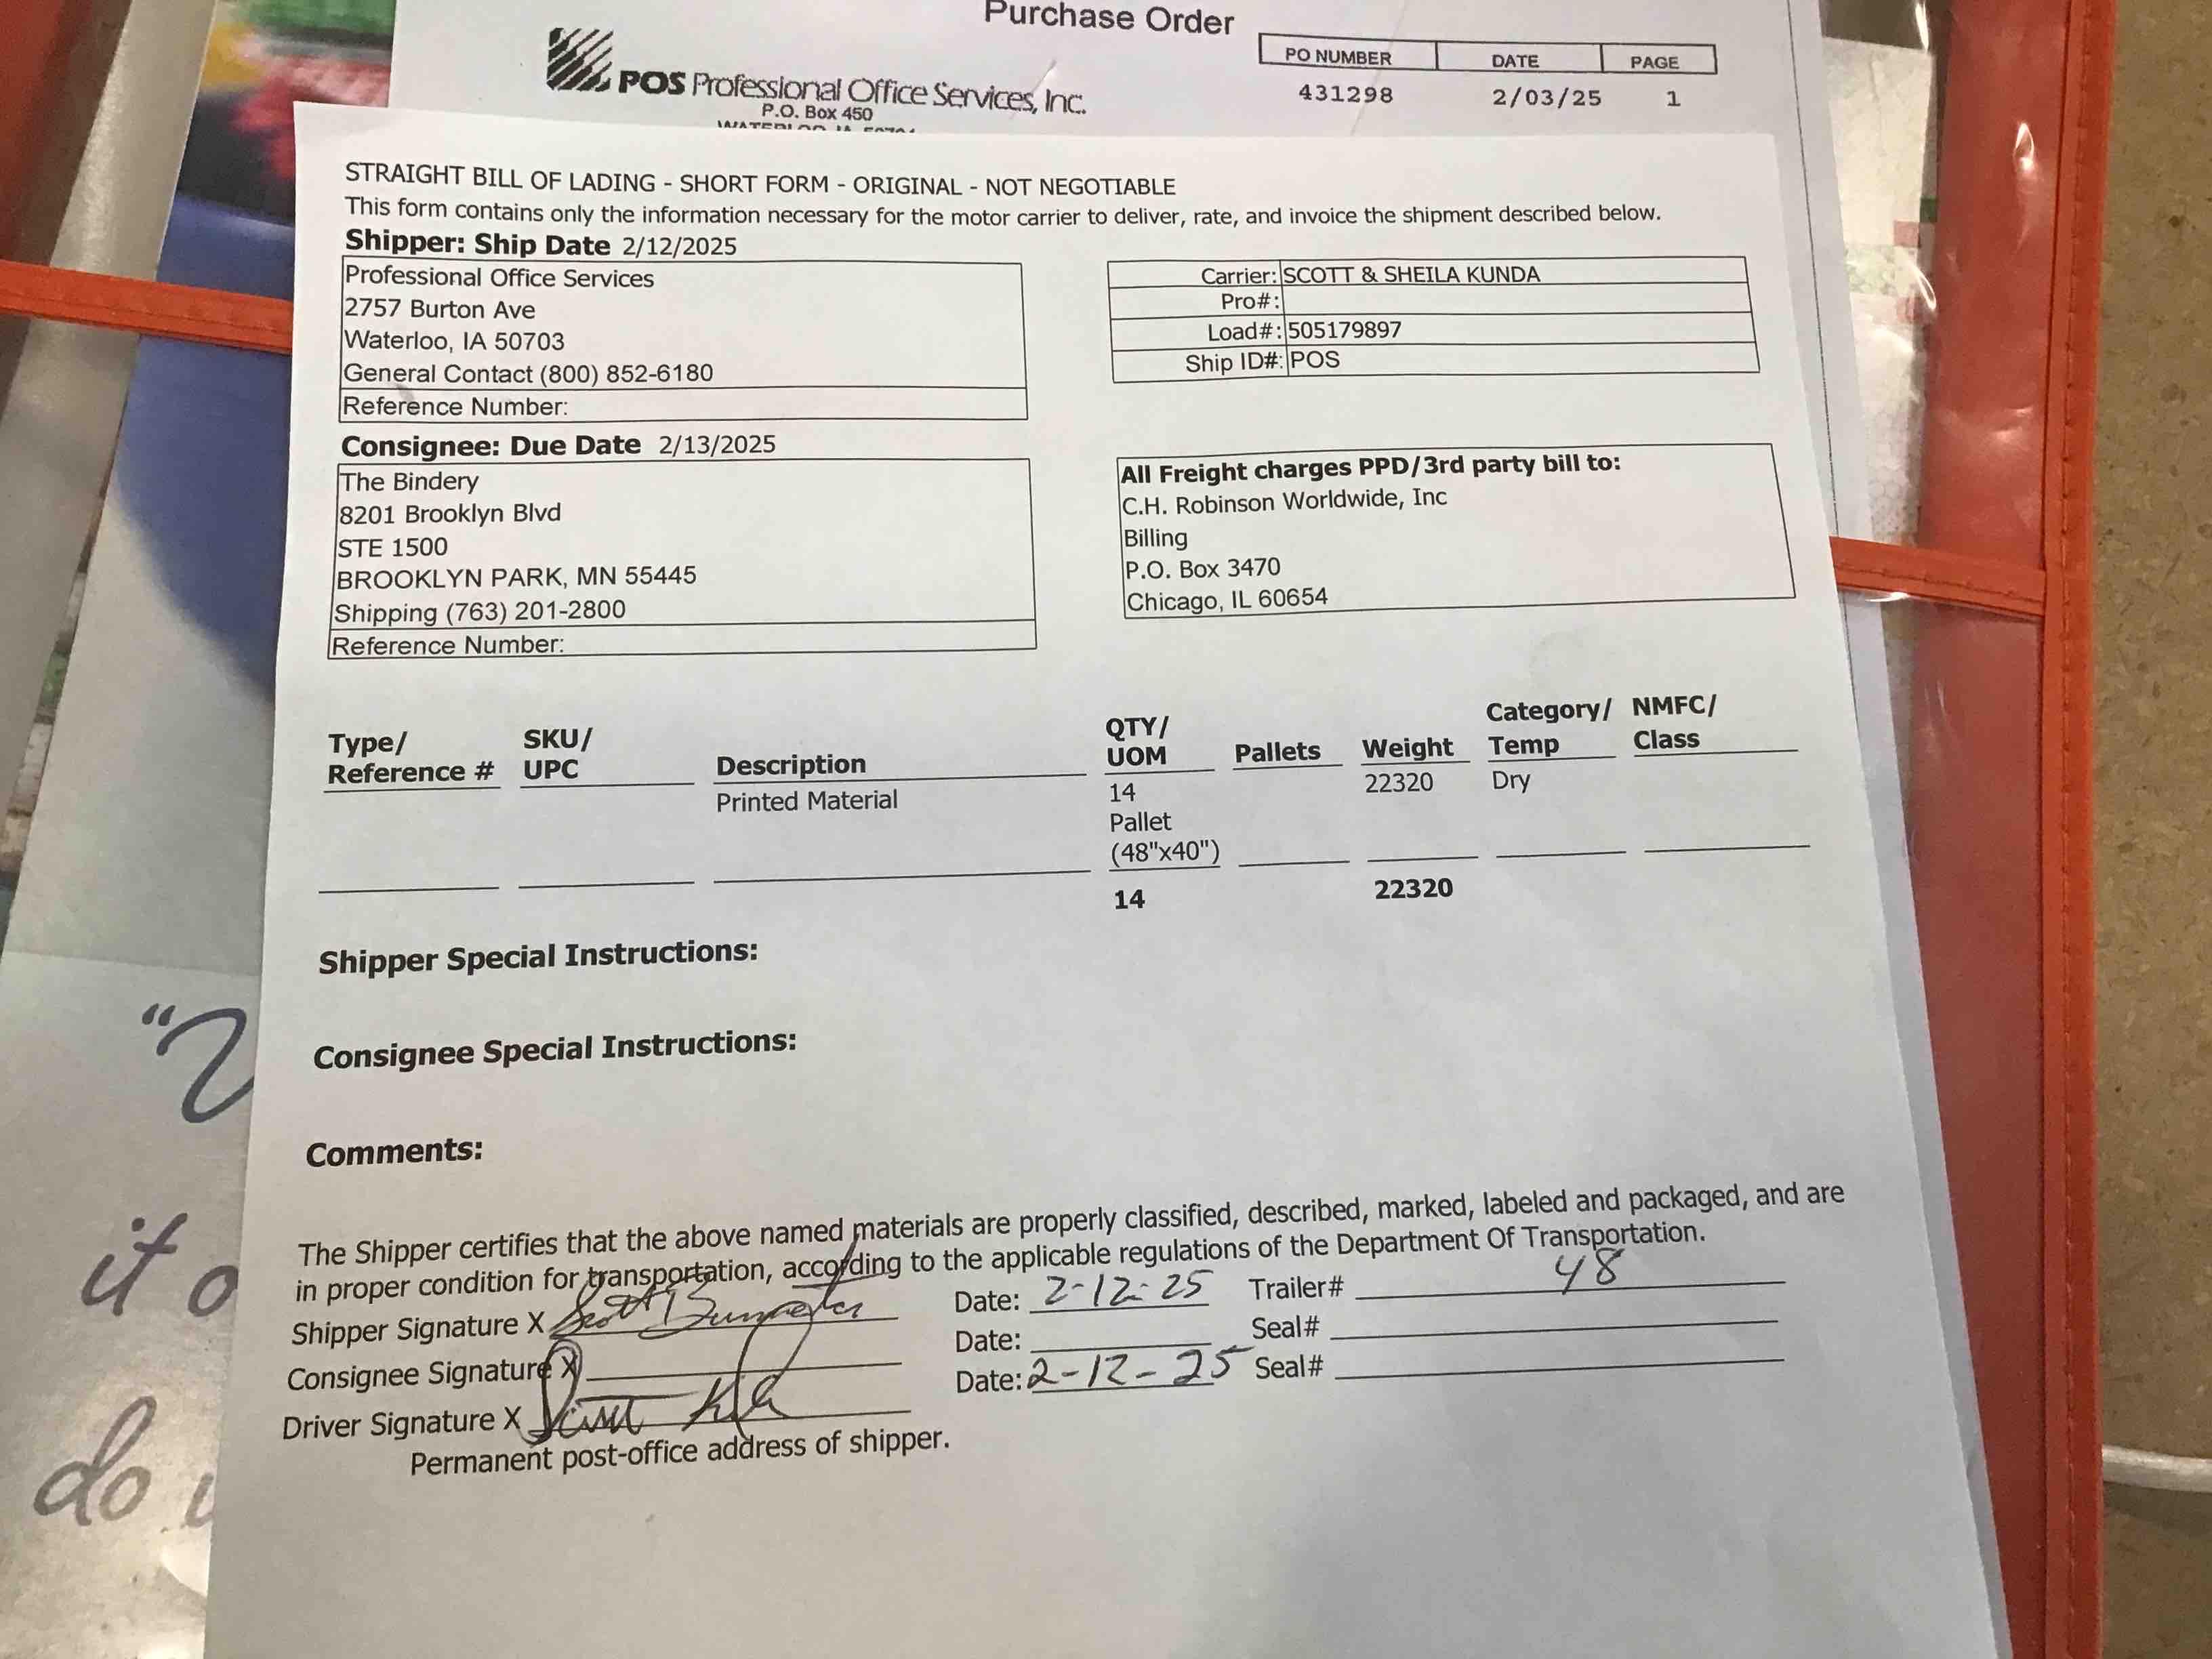 Purchase Order
POS Professional Office Services, Inc.
P.O. Box 450
PO NUMBER DATE PAGE
431298 2/03/25 1
STRAIGHT BILL OF LADING - SHORT FORM - ORIGINAL - NOT NEGOTIABLE
This form contains only the information necessary for the motor carrier to deliver, rate, and invoice the shipment described below.
Shipper: Ship Date 2/12/2025
Professional Office Services
2757 Burton Ave
Waterloo, IA 50703
General Contact (800) 852-6180
Reference Number:
Carrier: SCOTT & SHEILA KUNDA
Pro#:
Load#: 505179897
Ship ID#: POS
Consignee: Due Date 2/13/2025
The Bindery
8201 Brooklyn Blvd
STE 1500
BROOKLYN PARK, MN 55445
Shipping (763) 201-2800
Reference Number:
All Freight charges PPD/3rd party bill to:
C.H. Robinson Worldwide, Inc
Billing
P.O. Box 3470
Chicago, IL 60654
Type/ SKU/ QTY/ Category/ NMFC/
Reference # UPC Description UOM Pallets Weight Temp Class
Printed Material 14 22320 Dry
Pallet
(48"x40")
14 22320
Shipper Special Instructions:
Consignee Special Instructions:
Comments:
The Shipper certifies that the above named materials are properly classified, described, marked, labeled and packaged, and are
in proper condition for transportation, according to the applicable regulations of the Department Of Transportation.
Shipper Signature X Date: 2-12-25 Trailer# 48
Consignee Signature X Date: Seal#
Driver Signature X Date: 2-12-25 Seal#
Permanent post-office address of shipper.
it
do